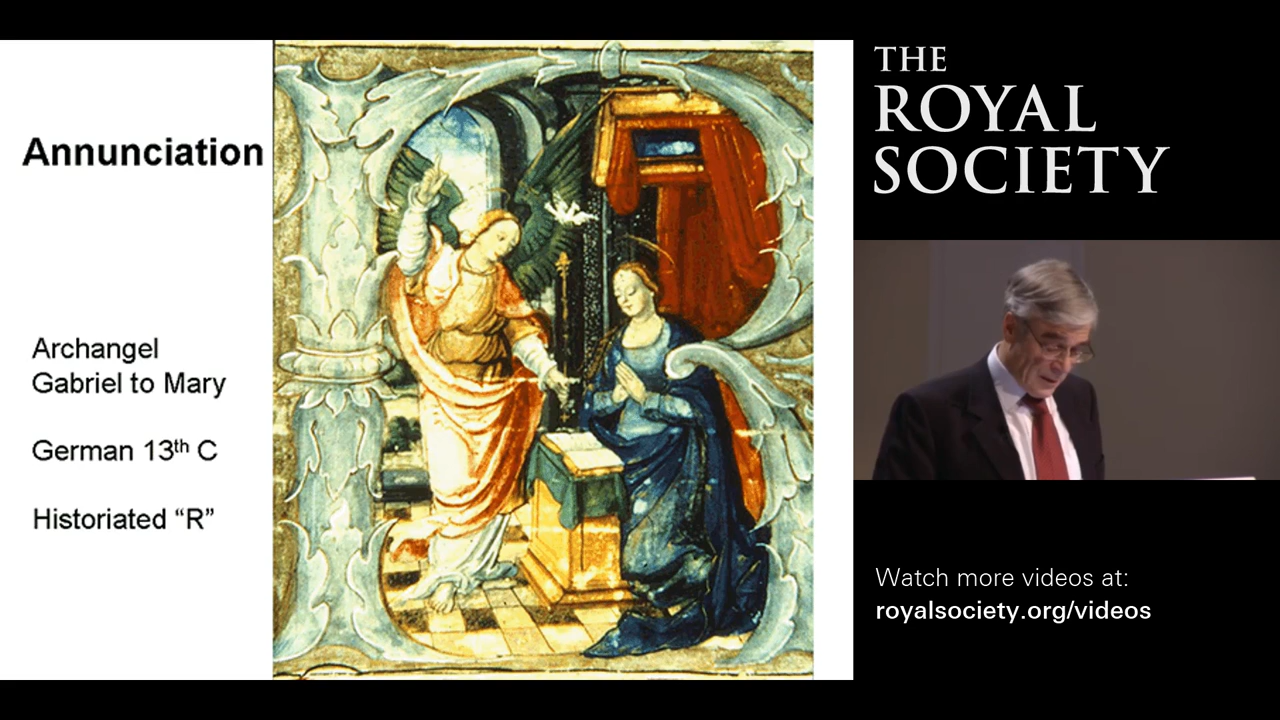 Annunciation
Archangel
Gabriel to Mary
German 13th C
Historiated “R”
THE
ROYAL
SOCIETY
Watch more videos at:
royalsociety.org/videos